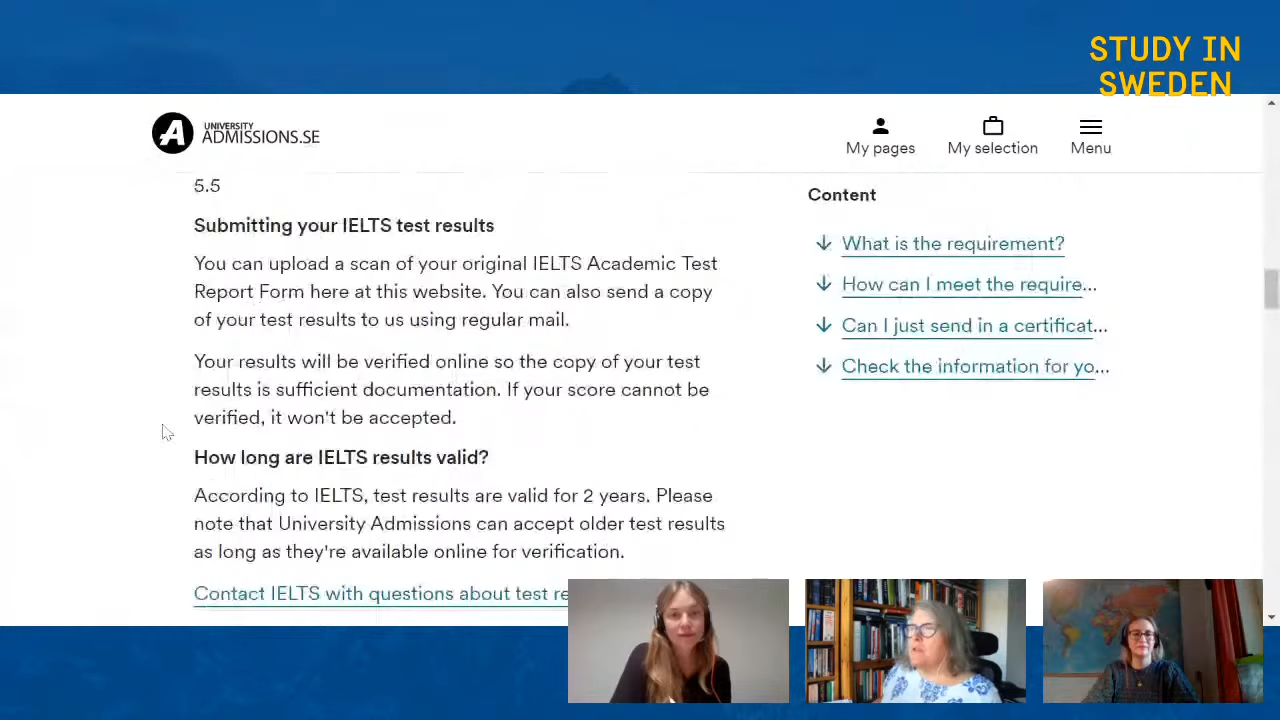 STUDY IN
SWEDEN
A
UNIVERSITY
ADMISSIONS.SE
My pages
My selection
Menu
5.5
Submitting your IELTS test results
You can upload a scan of your original IELTS Academic Test
Report Form here at this website. You can also send a copy
of your test results to us using regular mail.
Your results will be verified online so the copy of your test
results is sufficient documentation. If your score cannot be
verified, it won't be accepted.
How long are IELTS results valid?
According to IELTS, test results are valid for 2 years. Please
note that University Admissions can accept older test results
as long as they're available online for verification.
Contact IELTS with questions about test re
Content
What is the requirement?
How can I meet the require...
Can I just send in a certificat...
Check the information for yo...